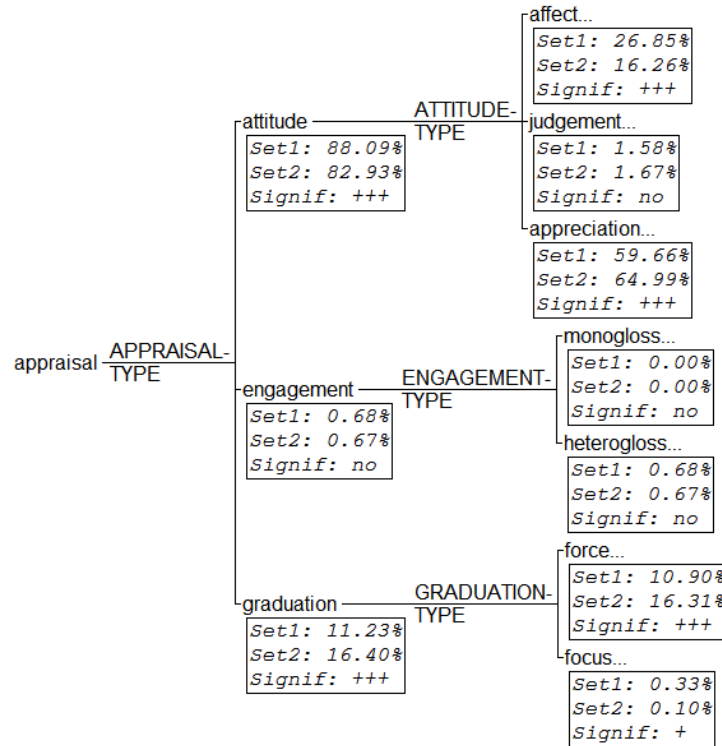 affect...
Set1: 26.85%
Set2: 16.26%
Signif: +++
attitude
ATTITUDE-
TYPE
judgement...
Set1: 88.09%
Set2: 82.93%
Signif: +++
Set1: 1.58%
Set2: 1.67%
Signif: no
appreciation...
Set1: 59.66%
Set2: 64.99%
Signif: +++
appraisal
APPRAISAL-
TYPE
monogloss...
Set1: 0.00%
Set2: 0.00%
Signif: no
engagement
ENGAGEMENT-
TYPE
Set1: 0.68%
Set2: 0.67%
Signif: no
heterogloss...
Set1: 0.68%
Set2: 0.67%
Signif: no
force...
Set1: 10.90%
Set2: 16.31%
Signif: +++
graduation
GRADUATION-
TYPE
Set1: 11.23%
Set2: 16.40%
Signif: +++
focus...
Set1: 0.33%
Set2: 0.10%
Signif: +